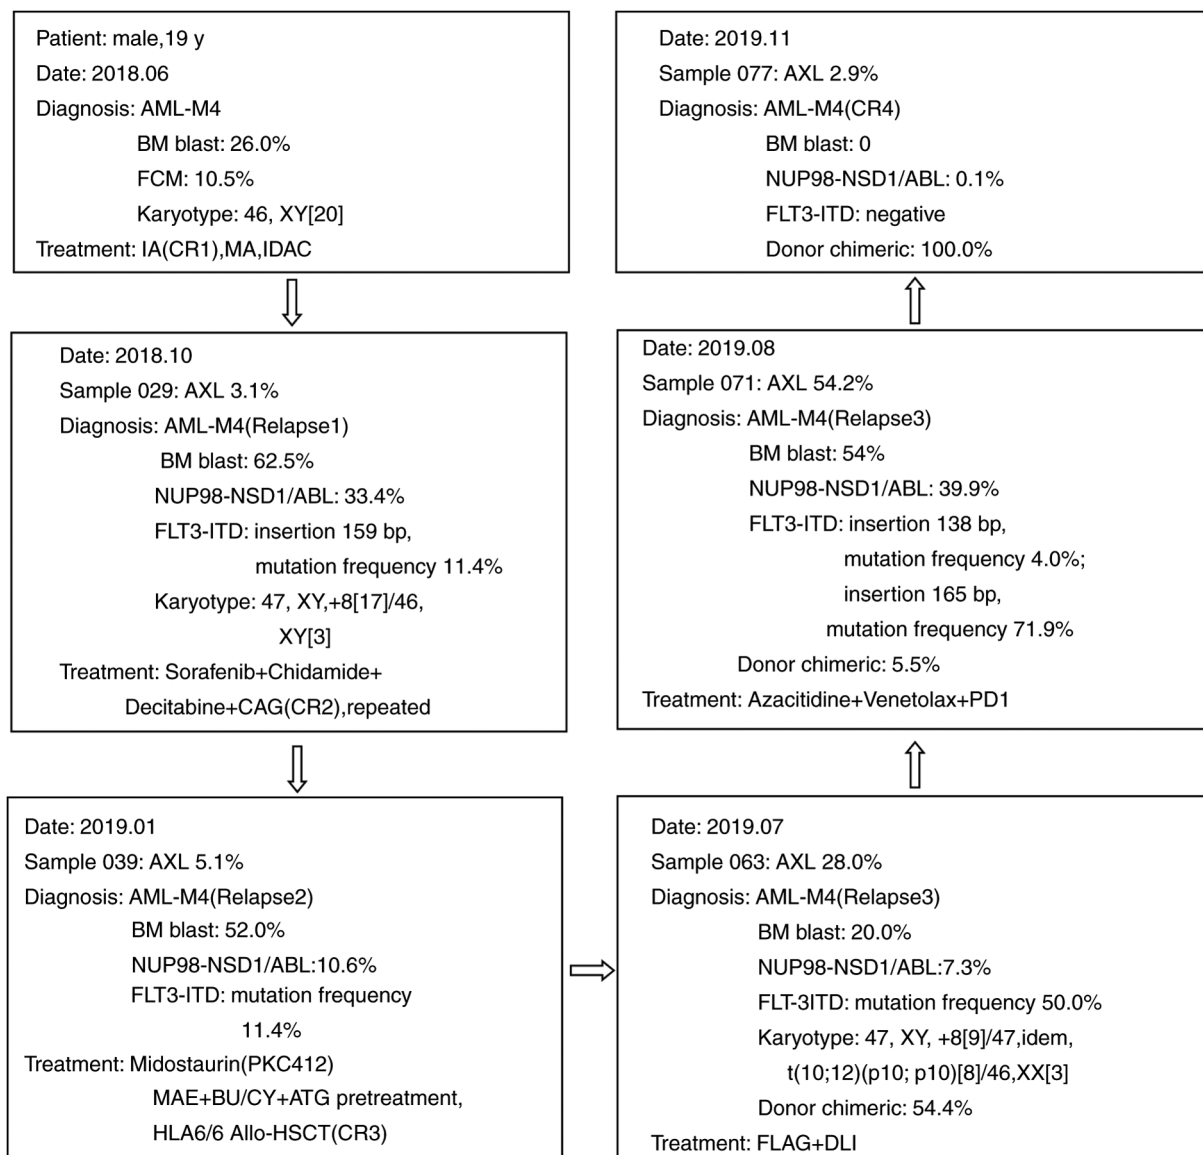 Patient: male,19 y
Date: 2018.06
Diagnosis: AML-M4
BM blast: 26.0%
FCM: 10.5%
Karyotype: 46, XY[20]
Treatment: IA(CR1),MA,IDAC
Date: 2018.10
Sample 029: AXL 3.1%
Diagnosis: AML-M4(Relapse1)
BM blast: 62.5%
NUP98-NSD1/ABL: 33.4%
FLT3-ITD: insertion 159 bp,
mutation frequency 11.4%
Karyotype: 47, XY,+8[17]/46,
XY[3]
Treatment: Sorafenib+Chidamide+
Decitabine+CAG(CR2),repeated
Date: 2019.01
Sample 039: AXL 5.1%
Diagnosis: AML-M4(Relapse2)
BM blast: 52.0%
NUP98-NSD1/ABL:10.6%
FLT3-ITD: mutation frequency
11.4%
Treatment: Midostaurin(PKC412)
MAE+BU/CY+ATG pretreatment,
HLA6/6 Allo-HSCT(CR3)
Date: 2019.07
Sample 063: AXL 28.0%
Diagnosis: AML-M4(Relapse3)
BM blast: 20.0%
NUP98-NSD1/ABL:7.3%
FLT-3ITD: mutation frequency 50.0%
Karyotype: 47, XY, +8[9]/47,idem,
t(10;12)(p10; p10)[8]/46,XX[3]
Donor chimeric: 54.4%
Treatment: FLAG+DLI
Date: 2019.08
Sample 071: AXL 54.2%
Diagnosis: AML-M4(Relapse3)
BM blast: 54%
NUP98-NSD1/ABL: 39.9%
FLT3-ITD: insertion 138 bp,
mutation frequency 4.0%;
insertion 165 bp,
mutation frequency 71.9%
Donor chimeric: 5.5%
Treatment: Azacitidine+Venetolax+PD1
Date: 2019.11
Sample 077: AXL 2.9%
Diagnosis: AML-M4(CR4)
BM blast: 0
NUP98-NSD1/ABL: 0.1%
FLT3-ITD: negative
Donor chimeric: 100.0%